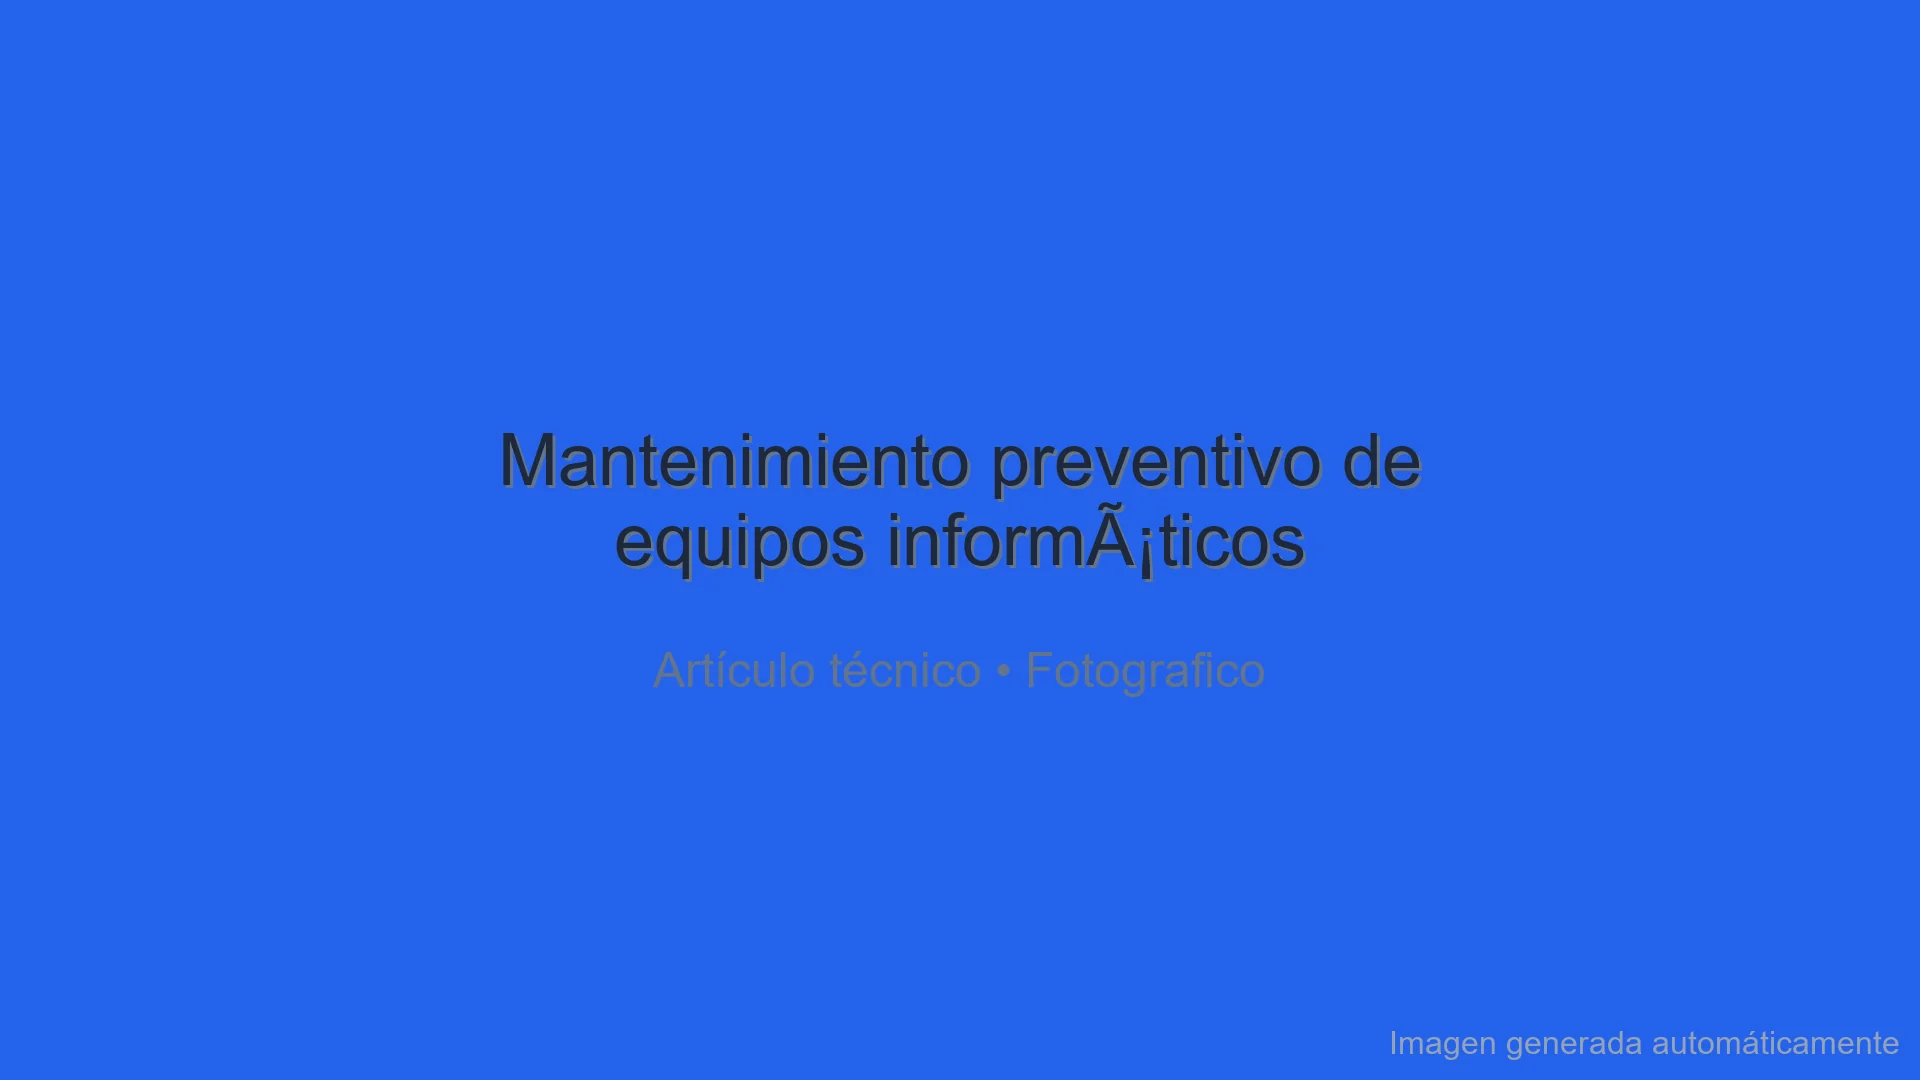 Mantenimiento preventivo de
equipos informÃ¡ticos
Artículo técnico • Fotografico
Imagen generada automáticamente